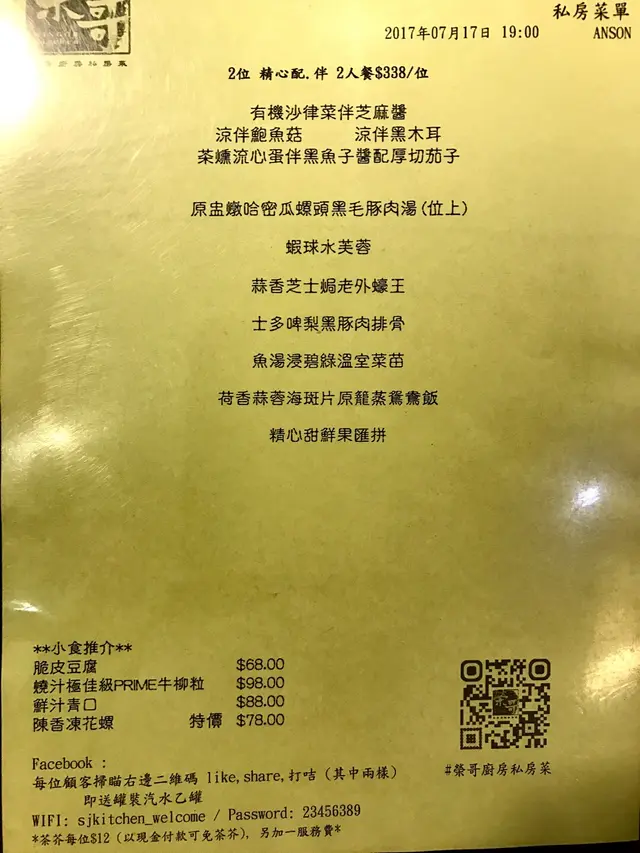 榮哥
私房菜單
2017年07月17日 19:00
ANSON
2位 精心配.伴 2人餐$338/位
有機沙律菜伴芝麻醬
涼伴鮑魚菇 涼伴黑木耳
茶燻流心蛋伴黑魚子醬配厚切茄子
原盅燉哈密瓜螺頭黑毛豚肉湯(位上)
蝦球水芙蓉
蒜香芝士焗老外蠔王
士多啤梨黑豚肉排骨
魚湯浸碧綠溫室菜苗
荷香蒜蓉海斑片原籠蒸鴛鴦飯
精心甜鮮果匯拼
**小食推介**
脆皮豆腐 $68.00
燒汁極佳級PRIME牛柳粒 $98.00
鮮汁青口 $88.00
陳香凍花螺 特價 $78.00
Facebook :
每位顧客掃瞄右邊二維碼 like,share,打咭 (其中兩樣)
即送罐裝汽水乙罐
#榮哥廚房私房菜
WIFI: sjkitchen_welcome / Password: 23456389
*茶芥每位$12 (以現金付款可免茶芥), 另加一服務費*